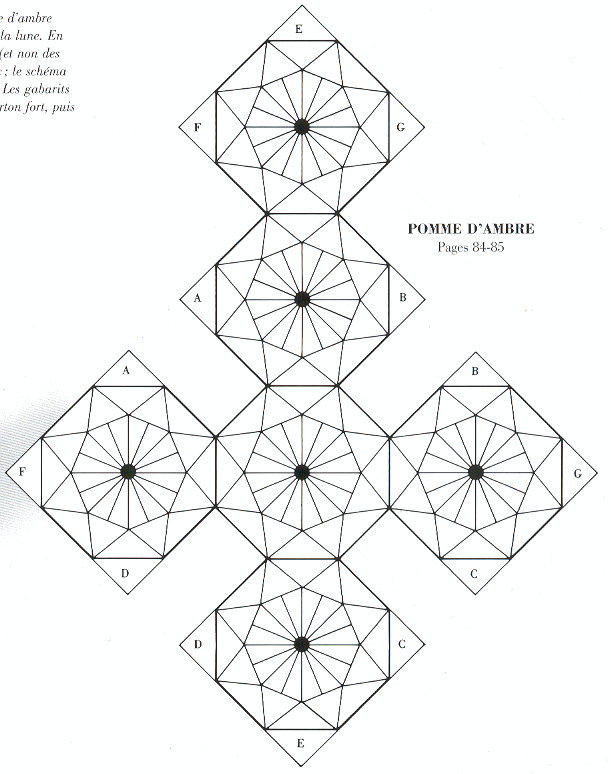 e d'ambre
la lune. En
(et non des
; le schéma
Les gabarits
rton fort, puis
E
F G
POMME D'AMBRE
Pages 84-85
A B
A B
F G
D C
D C
E